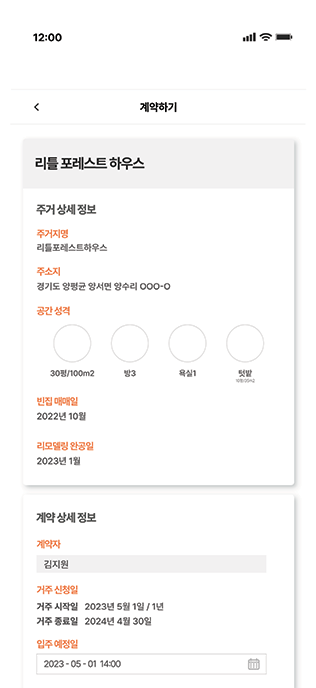 12:00
계약하기
리틀 포레스트 하우스
주거 상세 정보
주거지명
리틀포레스트하우스
주소지
경기도 양평균 양서면 양수리 OOO-O
공간 성격
30평/100m2 방3 욕실1 텃밭
빈집 매매일
2022년 10월
리모델링 완공일
2023년 1월
계약 상세 정보
계약자
김지원
거주 신청일
거주 시작일 2023년 5월 1일 / 1년
거주 종료일 2024년 4월 30일
입주 예정일
2023 - 05 - 01 14:00